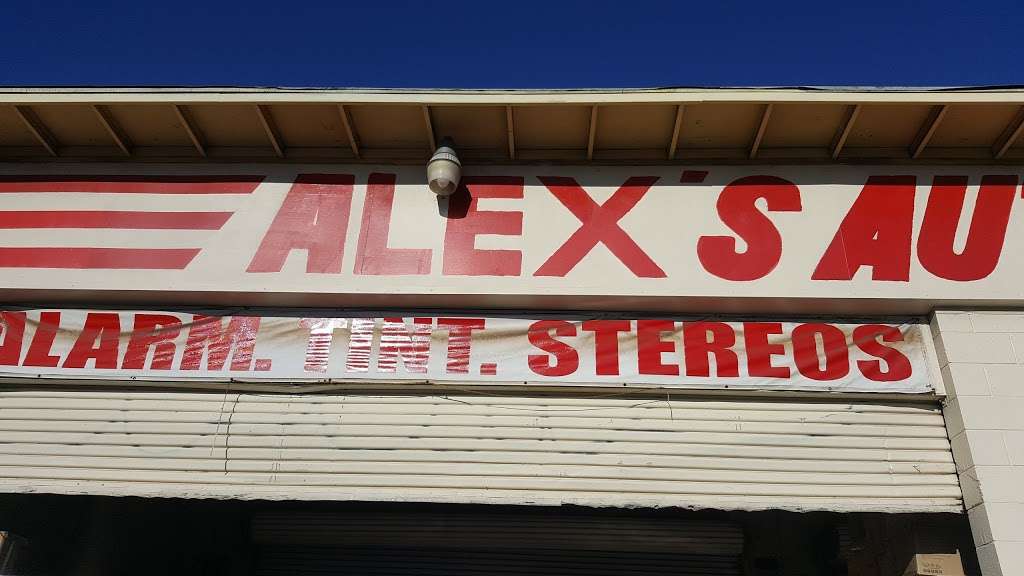 ALEX'S AU
ALARM. TINT. STEREOS